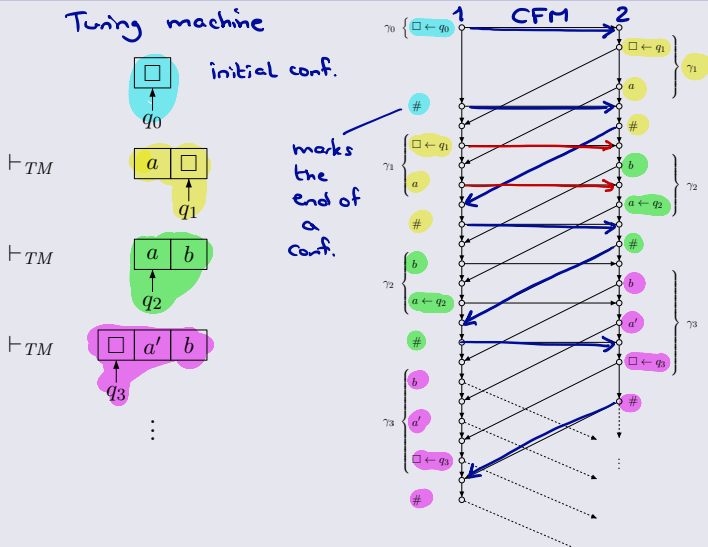 Turing machine
□
q0
initial conf.
⊢TM
a □
q1
⊢TM
a b
q2
⊢TM
□ a′ b
q3
⋮
marks
the
end of
a
conf.
1 CFM 2
γ0 { □ ← q0
#
γ1 {
□ ← q1
a
#
γ2 {
b
a ← q2
#
γ3 {
b
a′
□ ← q3
#
□ ← q1
a
} γ1
#
b
a ← q2
} γ2
#
b
a′
□ ← q3
} γ3
#
⋮